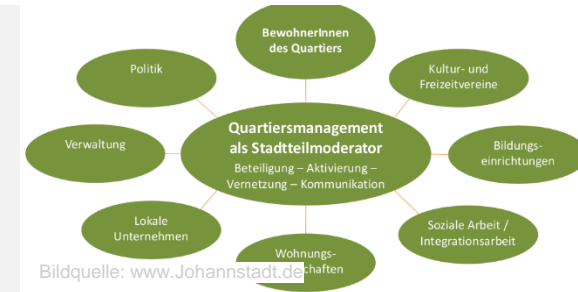 BewohnerInnen
des Quartiers
Politik
Kultur- und
Freizeitvereine
Verwaltung
Quartiersmanagement
als Stadtteilmoderator
Beteiligung – Aktivierung –
Vernetzung – Kommunikation
Bildungs-
einrichtungen
Lokale
Unternehmen
Soziale Arbeit /
Integrationsarbeit
Wohnungs-
schaften
Bildquelle: www.Johannstadt.de